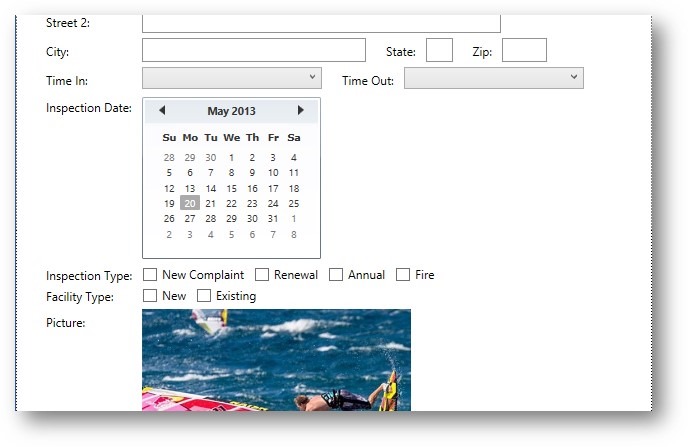 Street 2:
City: State: Zip:
Time In: Time Out:
Inspection Date:
May 2013
Su Mo Tu We Th Fr Sa
28 29 30 1 2 3 4
5 6 7 8 9 10 11
12 13 14 15 16 17 18
19 20 21 22 23 24 25
26 27 28 29 30 31 1
2 3 4 5 6 7 8
Inspection Type: New Complaint Renewal Annual Fire
Facility Type: New Existing
Picture: